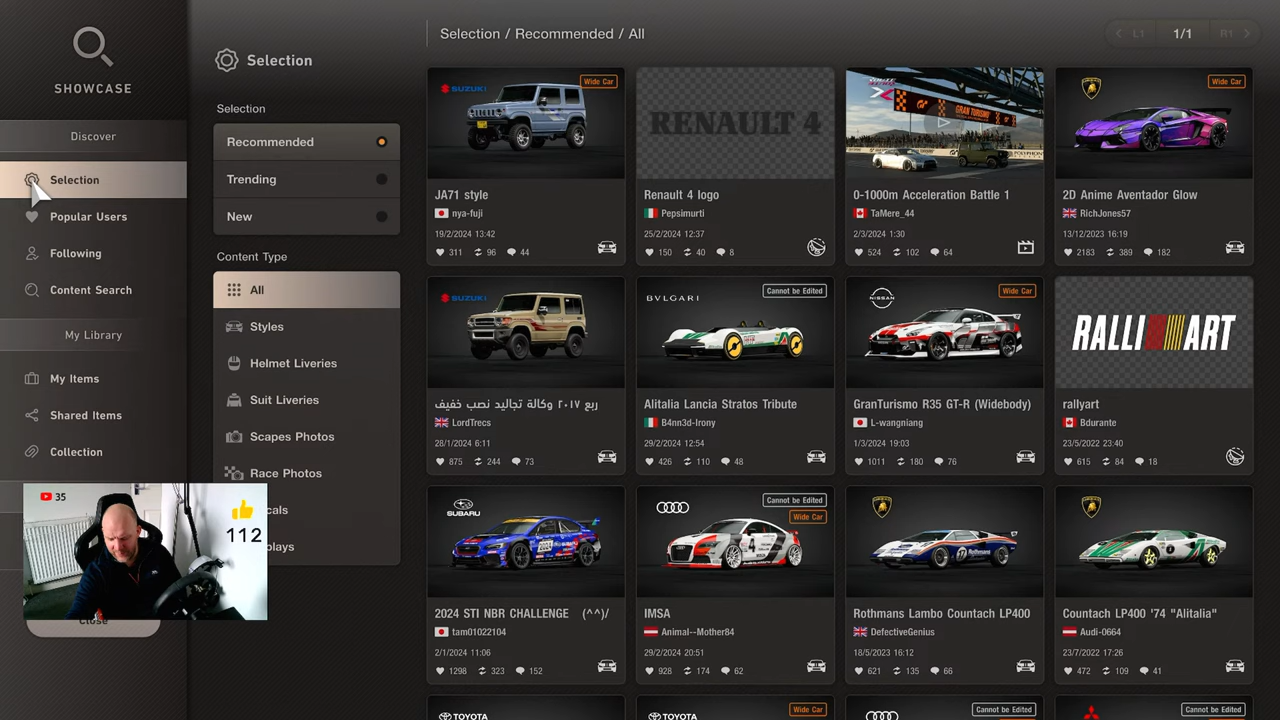 SHOWCASE
Discover
Selection
Popular Users
Following
Content Search
My Library
My Items
Shared Items
Collection
35
112
Close
Selection
Selection
Recommended
Trending
New
Content Type
All
Styles
Helmet Liveries
Suit Liveries
Scapes Photos
Race Photos
cals
plays
Selection / Recommended / All
L1
1/1
R1
SUZUKI
Wide Car
JA71 style
nya-fuji
19/2/2024 13:42
311 96 44
RENAULT 4
Renault 4 logo
Pepsimurti
25/2/2024 12:37
150 40 8
GRAN TURISMO
0-1000m Acceleration Battle 1
TaMere_44
2/3/2024 1:30
524 102 64
Wide Car
2D Anime Aventador Glow
RichJones57
13/12/2023 16:19
2183 389 182
SUZUKI
ربع ٢٠١٧ وكالة تجاليد نصب خفيف
LordTrecs
28/1/2024 6:11
875 244 73
BVLGARI
Cannot be Edited
Alitalia Lancia Stratos Tribute
B4nn3d-Irony
29/2/2024 12:54
426 110 48
NISSAN
Wide Car
GranTurismo R35 GT-R (Widebody)
L-wangniang
1/3/2024 19:03
1011 180 76
RALLI ART
rallyart
Bdurante
23/5/2022 23:40
615 84 18
SUBARU
2024 STI NBR CHALLENGE (^^)/
tam01022104
2/1/2024 11:06
1298 323 152
Cannot be Edited
Wide Car
4
IMSA
Animal--Mother84
29/2/2024 20:51
928 174 62
Rothmans Lambo Countach LP400
DefectiveGenius
18/5/2023 16:12
621 135 66
Countach LP400 '74 "Alitalia"
Audi-0664
23/7/2022 17:26
472 109 41
TOYOTA
TOYOTA
Wide Car
Cannot be Edited
Cannot be Edited